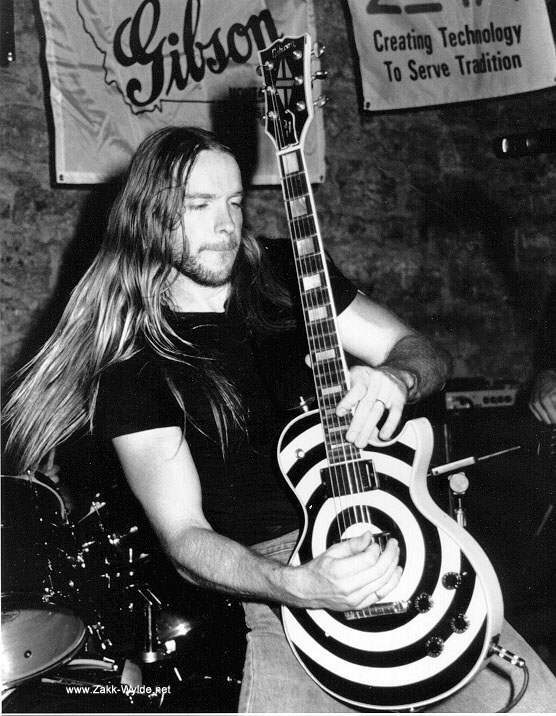 Gibson
Creating Technology
To Serve Tradition
Gibson
www.Zakk-Wylde.net